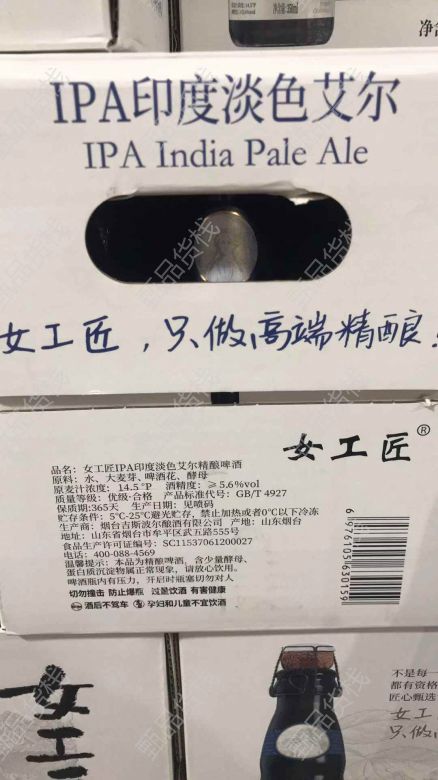 IPA印度淡色艾尔
IPA India Pale Ale
女工匠，只做高端精酿
女工匠®
品名：女工匠IPA印度淡色艾尔精酿啤酒
原料：水、大麦芽、啤酒花、酵母
原麦汁浓度：14.5°P 酒精度：≥5.6%vol
质量等级：优级·合格 产品标准代号：GB/T 4927
保质期：365天 生产日期：见喷码
贮存条件：5°C-25°C避光贮存，禁止加热或者0°C以下冷冻
生产商：烟台吉斯波尔酿酒有限公司 产地：山东烟台
地址：山东省烟台市牟平区武五路555号
食品生产许可证编号：SC11537061200027
电话：400-088-4569
温馨提示：本品为精酿啤酒，含少量酵母、
蛋白质沉淀物属正常现象，请放心饮用。
啤酒瓶内有压力，开启时瓶塞切勿对人
切勿撞击 防止爆瓶 过量饮酒 有害健康
酒后不驾车 孕妇和儿童不宜饮酒
6 976105 630159
女工
不是每一
都有资格
匠心甄选
女工
只做